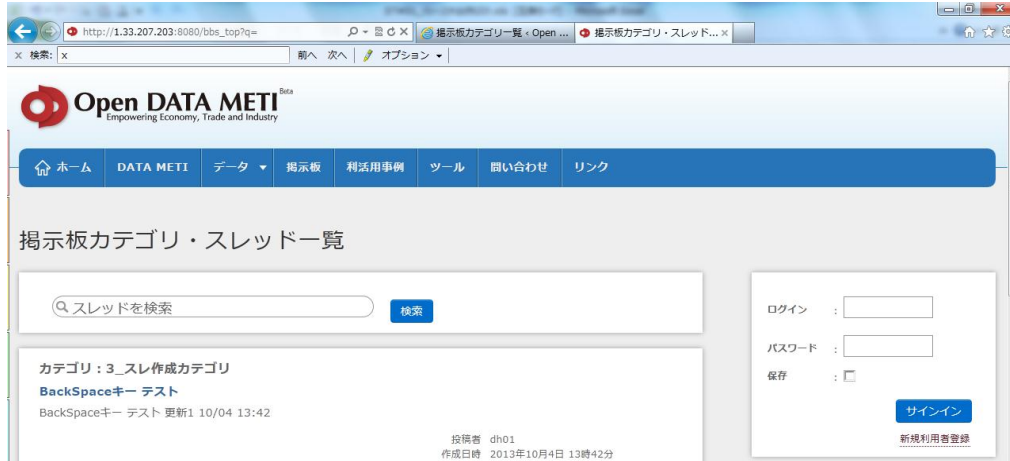 http://1.33.207.203:8080/bbs_top?q=
掲示板カテゴリ一覧 ‹ Open ...
掲示板カテゴリ・スレッド... ×
× 検索: x 前へ 次へ オプション ▼
Open DATA METI Beta
Empowering Economy, Trade and Industry
ホーム DATA METI データ ▼ 掲示板 利活用事例 ツール 問い合わせ リンク
掲示板カテゴリ・スレッド一覧
スレッドを検索 検索
カテゴリ：3_スレ作成カテゴリ
BackSpaceキー テスト
BackSpaceキー テスト 更新1 10/04 13:42
投稿者 dh01
作成日時 2013年10月4日 13時42分
ログイン :
パスワード :
保存 :
サインイン
新規利用者登録